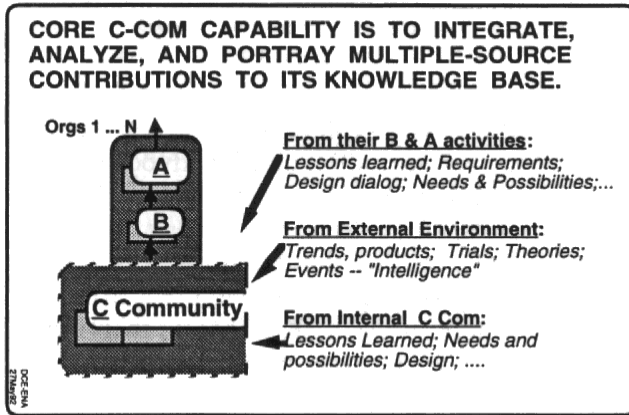 CORE C-COM CAPABILITY IS TO INTEGRATE,
ANALYZE, AND PORTRAY MULTIPLE-SOURCE
CONTRIBUTIONS TO ITS KNOWLEDGE BASE.
Orgs 1 ... N
A
B
C Community
From their B & A activities:
Lessons learned; Requirements;
Design dialog; Needs & Possibilities;...
From External Environment:
Trends, products; Trials; Theories;
Events -- "Intelligence"
From Internal C Com:
Lessons Learned; Needs and
possibilities; Design; ....
DCE-ENA
27May92